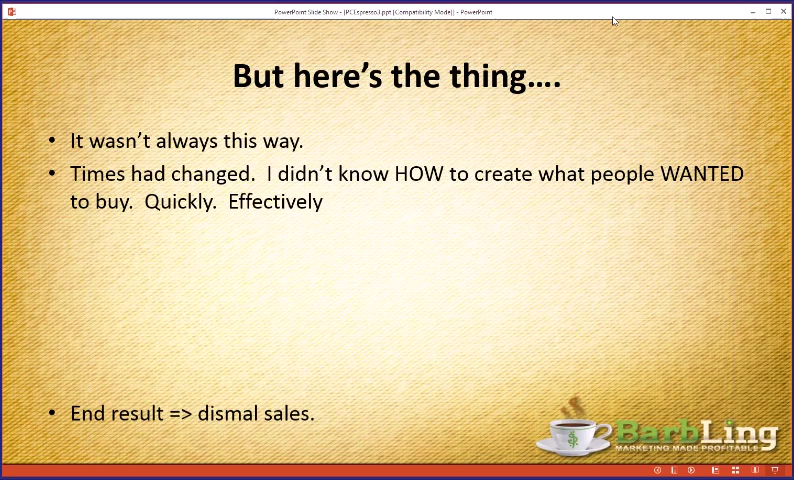 PowerPoint Slide Show - [PCEspresso3.ppt [Compatibility Mode]] - PowerPoint
But here's the thing....
• It wasn't always this way.
• Times had changed.  I didn't know HOW to create what people WANTED
to buy.  Quickly.  Effectively
• End result => dismal sales.
$
BarbLing
MARKETING MADE PROFITABLE